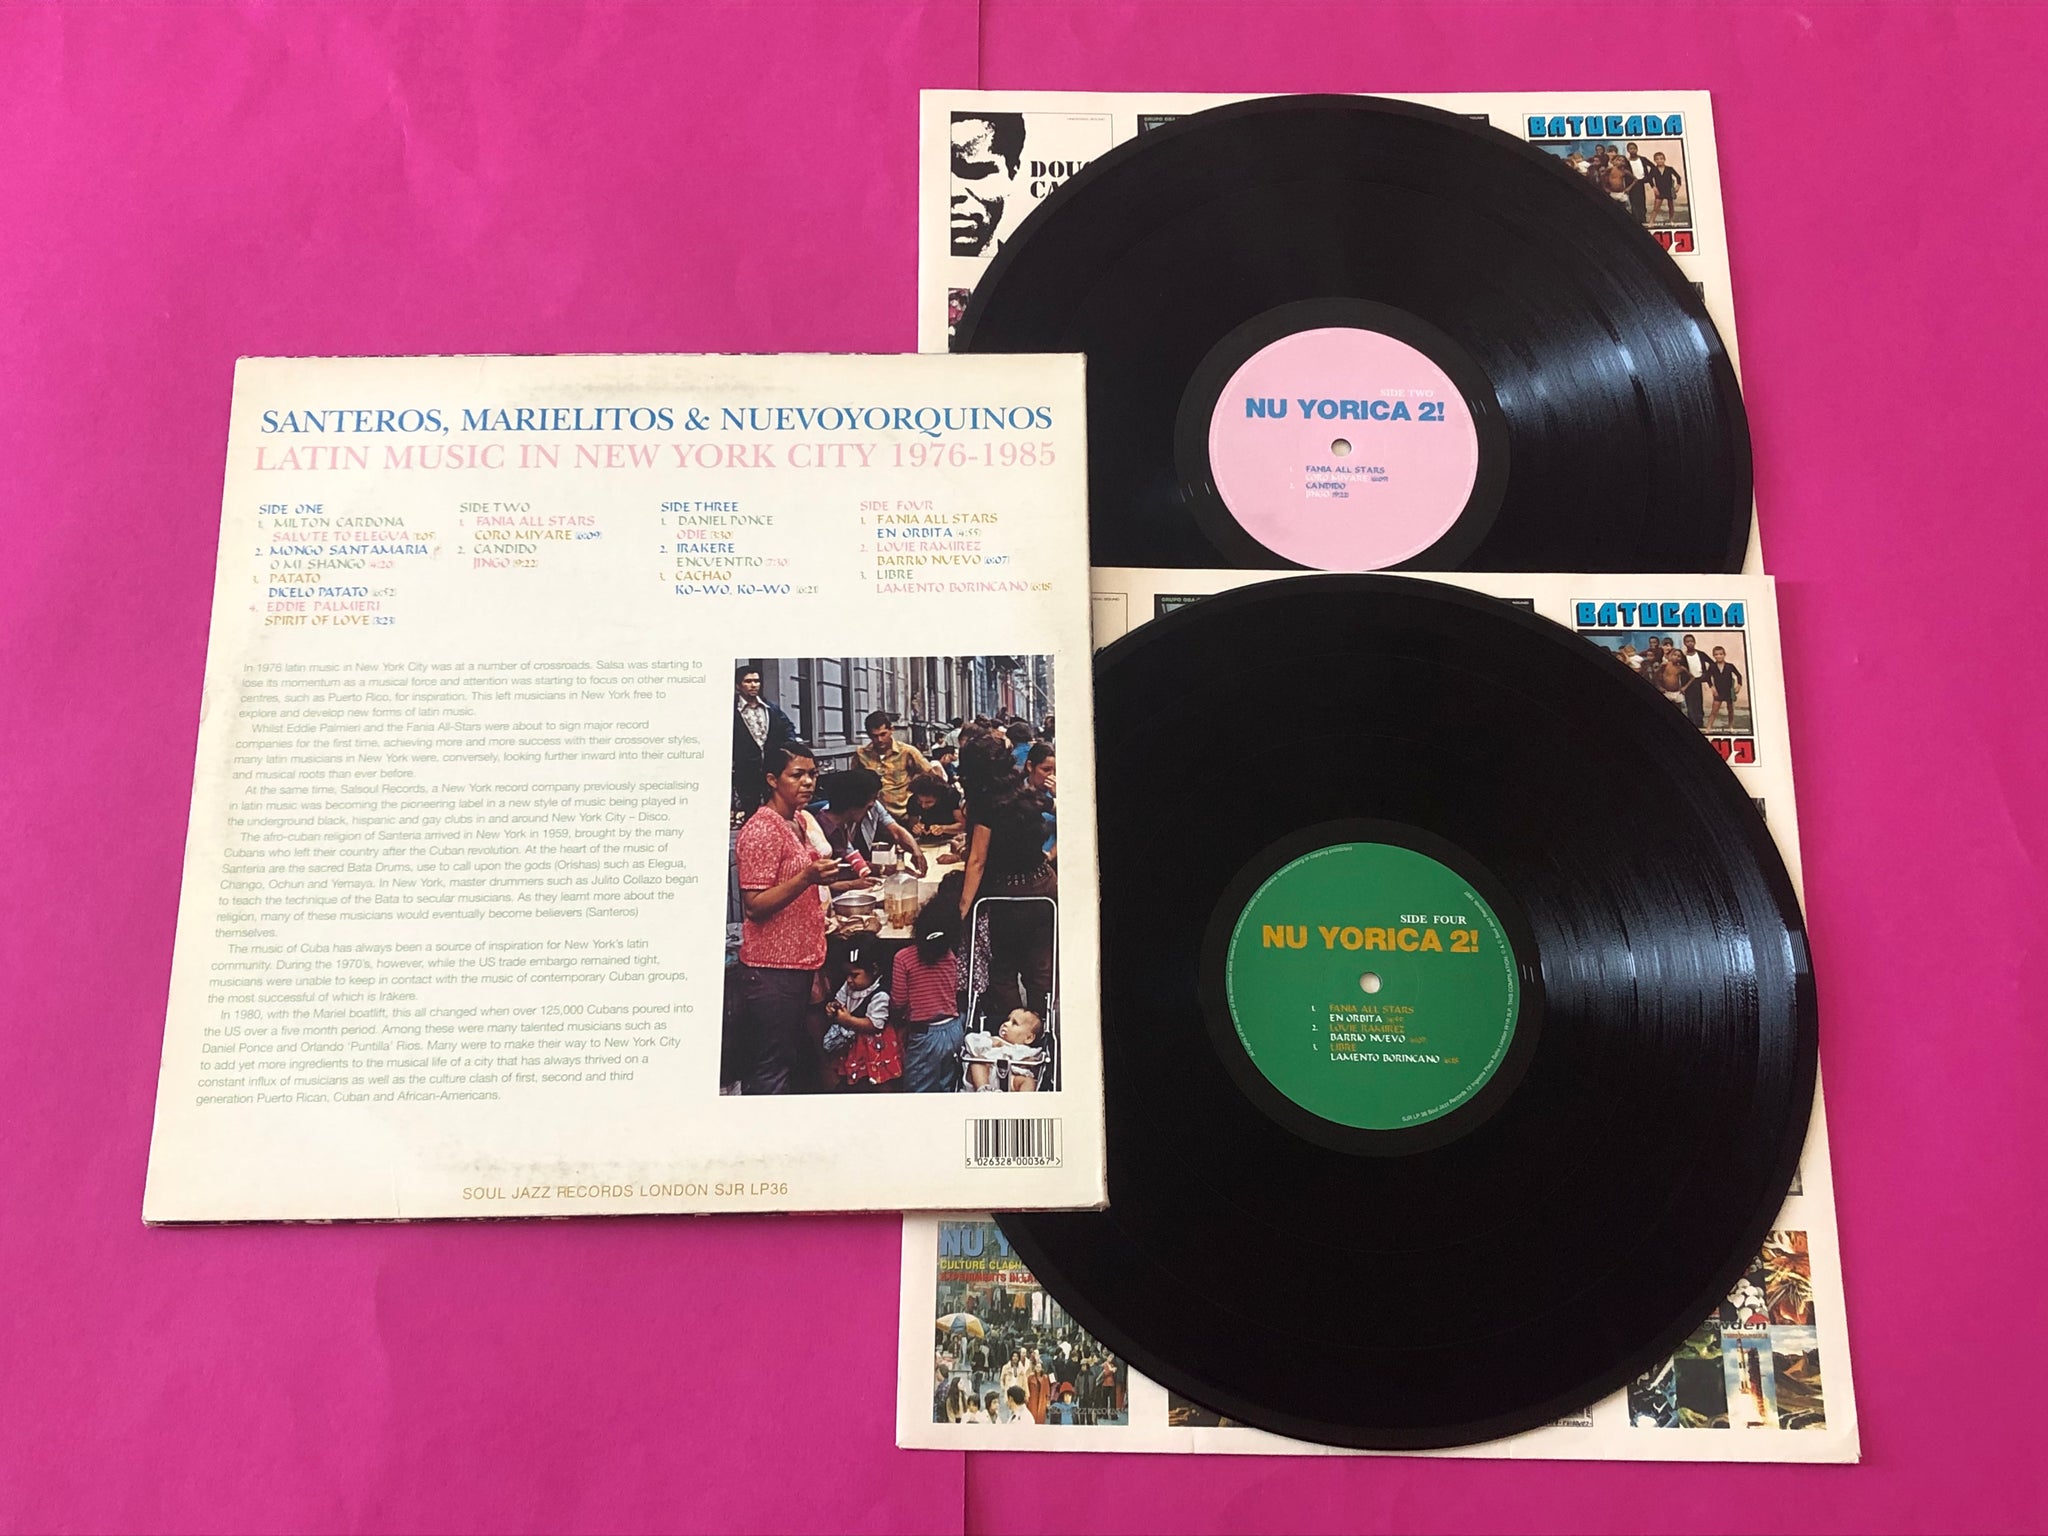 SANTEROS, MARIELITOS & NUEVOYORQUINOS
LATIN MUSIC IN NEW YORK CITY 1976-1985
SIDE ONE
1. MILTON CARDONA
SALUTE TO ELEGUA
2. MONGO SANTAMARIA
O MI SHANGO (4:20)
3. PATATO
DICELO PATATO (6:52)
4. EDDIE PALMIERI
SPIRIT OF LOVE (3:23)
SIDE TWO
1. FANIA ALL STARS
CORO MIYARE (6:09)
2. CANDIDO
JINGO (9:22)
SIDE THREE
1. DANIEL PONCE
ODIE (3:30)
2. IRAKERE
ENCUENTRO (7:30)
3. CACHAO
KO-WO, KO-WO (6:21)
SIDE FOUR
1. FANIA ALL STARS
EN ORBITA (4:55)
2. LOUIE RAMIREZ
BARRIO NUEVO (6:07)
3. LIBRE
LAMENTO BORINCANO (6:18)
In 1976 latin music in New York City was at a number of crossroads. Salsa was starting to
lose its momentum as a musical force and attention was starting to focus on other musical
centres, such as Puerto Rico, for inspiration. This left musicians in New York free to
explore and develop new forms of latin music.
Whilst Eddie Palmieri and the Fania All-Stars were about to sign major record
companies for the first time, achieving more and more success with their crossover styles,
many latin musicians in New York were, conversely, looking further inward into their cultural
and musical roots than ever before.
At the same time, Salsoul Records, a New York record company previously specialising
in latin music was becoming the pioneering label in a new style of music being played in
the underground black, hispanic and gay clubs in and around New York City – Disco.
The afro-cuban religion of Santeria arrived in New York in 1959, brought by the many
Cubans who left their country after the Cuban revolution. At the heart of the music of
Santeria are the sacred Bata Drums, use to call upon the gods (Orishas) such as Elegua,
Chango, Ochun and Yemaya. In New York, master drummers such as Julito Collazo began
to teach the technique of the Bata to secular musicians. As they learnt more about the
religion, many of these musicians would eventually become believers (Santeros)
themselves.
The music of Cuba has always been a source of inspiration for New York's latin
community. During the 1970's, however, while the US trade embargo remained tight,
musicians were unable to keep in contact with the music of contemporary Cuban groups,
the most successful of which is Irakere.
In 1980, with the Mariel boatlift, this all changed when over 125,000 Cubans poured into
the US over a five month period. Among these were many talented musicians such as
Daniel Ponce and Orlando 'Puntilla' Rios. Many were to make their way to New York City
to add yet more ingredients to the musical life of a city that has always thrived on a
constant influx of musicians as well as the culture clash of first, second and third
generation Puerto Rican, Cuban and African-Americans.
5 026328 000367 >
SOUL JAZZ RECORDS LONDON SJR LP36
BATUCADA
SIDE TWO
NU YORICA 2!
1. FANIA ALL STARS
CORO MIYARE (6:09)
2. CANDIDO
JINGO (9:22)
BATUCADA
SIDE FOUR
NU YORICA 2!
1. FANIA ALL STARS
EN ORBITA (4:55)
2. LOUIE RAMIREZ
BARRIO NUEVO
3. LIBRE
LAMENTO BORINCANO
NU Y
CULTURE CLASH